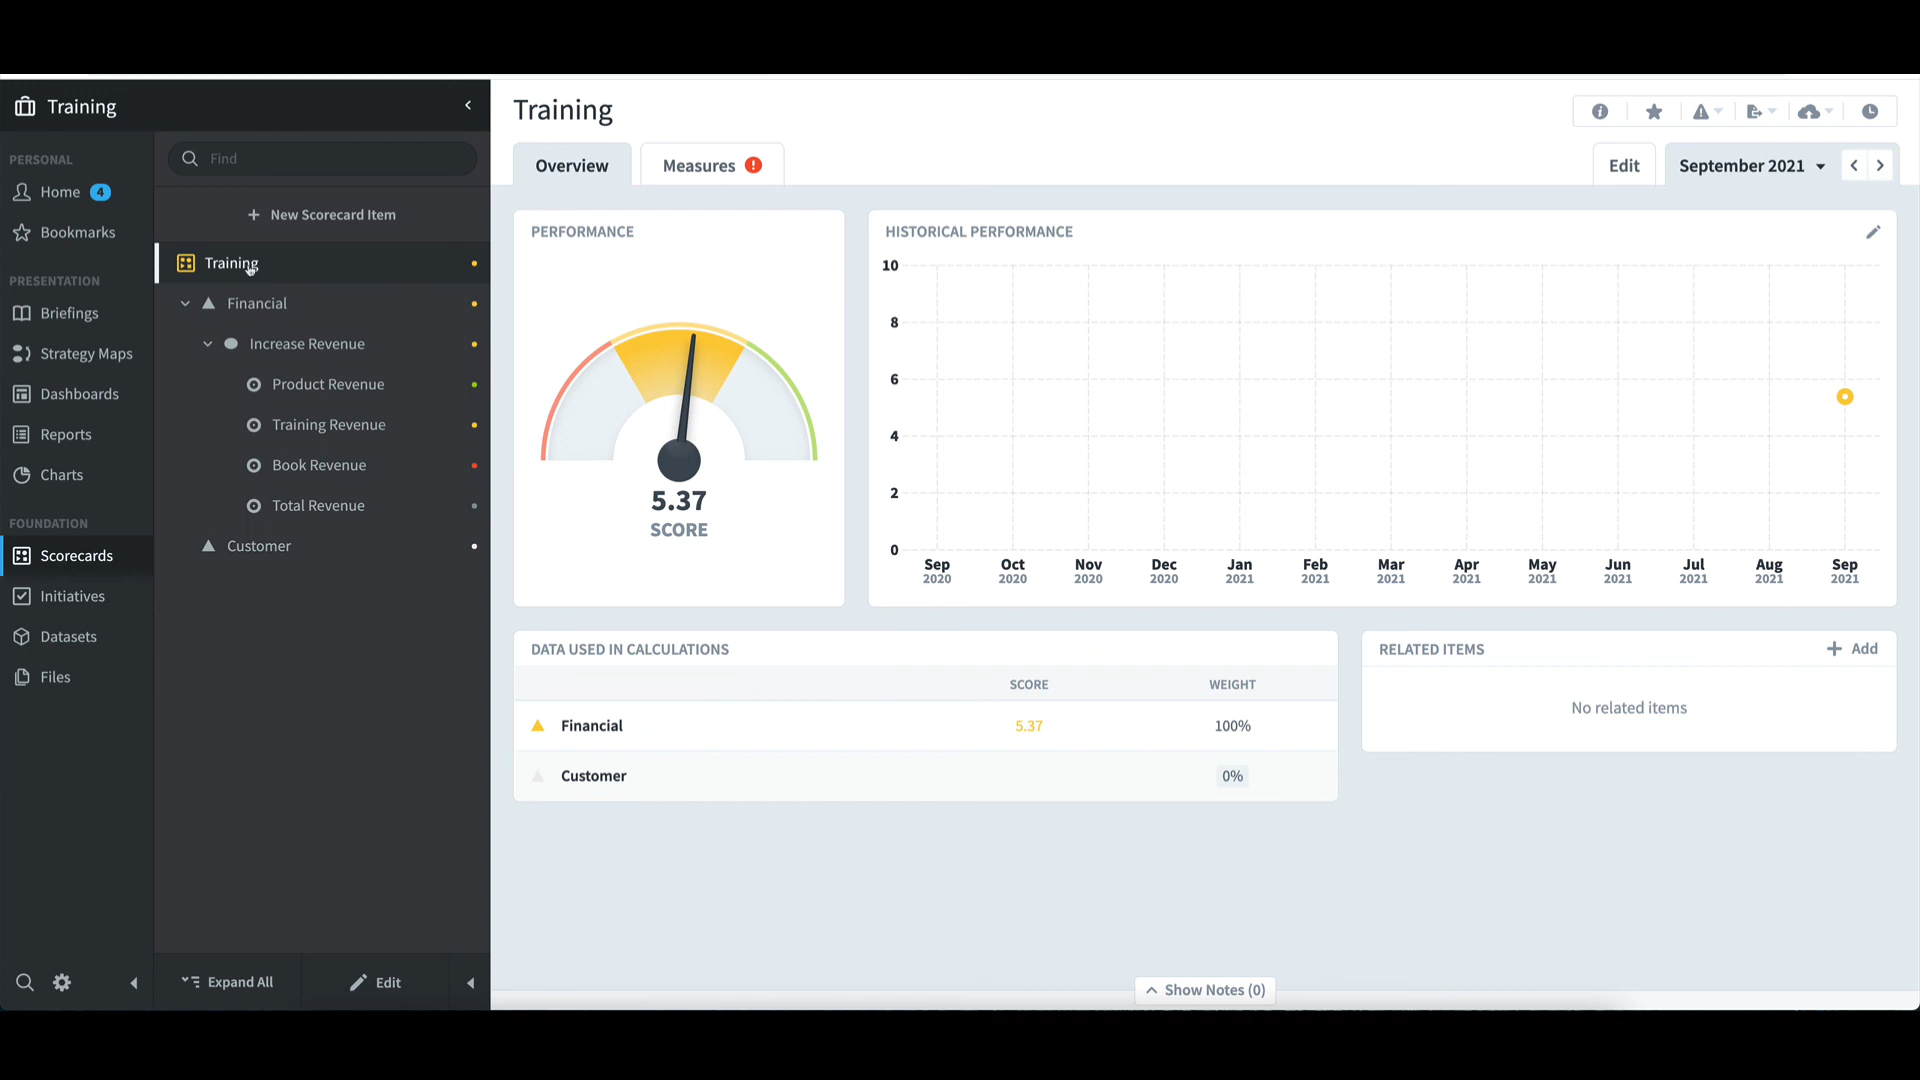 Training
PERSONAL
Home 4
Bookmarks
PRESENTATION
Briefings
Strategy Maps
Dashboards
Reports
Charts
FOUNDATION
Scorecards
Initiatives
Datasets
Files
Find
+ New Scorecard Item
Training
Financial
Increase Revenue
Product Revenue
Training Revenue
Book Revenue
Total Revenue
Customer
Expand All
Edit
Training
Overview
Measures !
Edit
September 2021
PERFORMANCE
5.37
SCORE
HISTORICAL PERFORMANCE
10
8
6
4
2
0
Sep Oct Nov Dec Jan Feb Mar Apr May Jun Jul Aug Sep
2020 2020 2020 2020 2021 2021 2021 2021 2021 2021 2021 2021 2021
DATA USED IN CALCULATIONS
SCORE WEIGHT
Financial 5.37 100%
Customer 0%
RELATED ITEMS
+ Add
No related items
Show Notes (0)